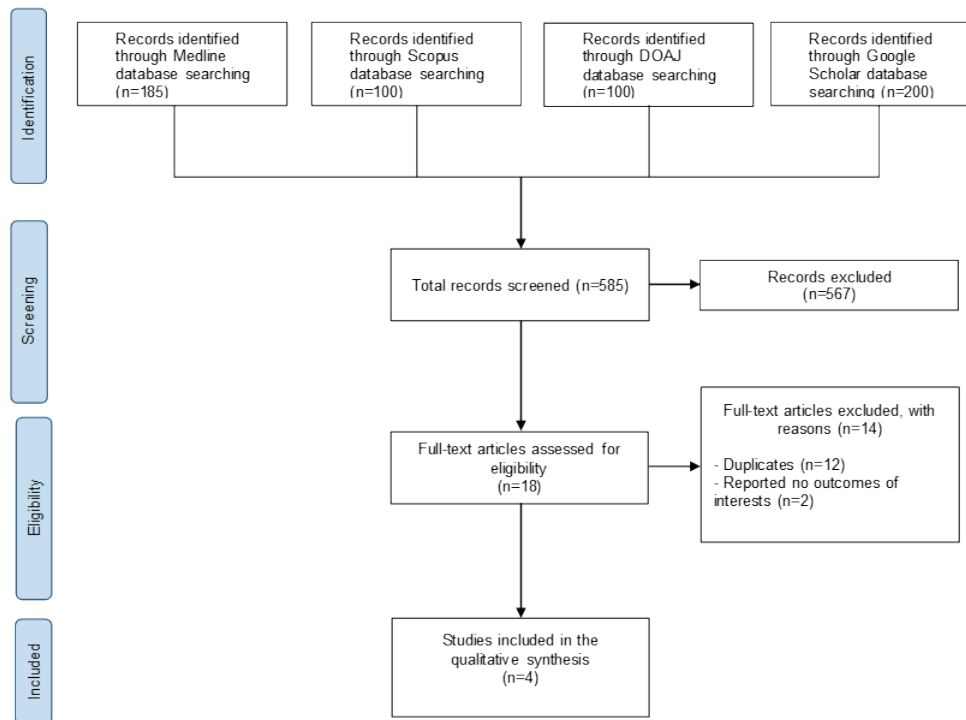 Identification
Records identified
through Medline
database searching
(n=185)
Records identified
through Scopus
database searching
(n=100)
Records identified
through DOAJ
database searching
(n=100)
Records identified
through Google
Scholar database
searching (n=200)
Screening
Total records screened (n=585)
Records excluded
(n=567)
Eligibility
Full-text articles assessed for
eligibility
(n=18)
Full-text articles excluded, with
reasons (n=14)
- Duplicates (n=12)
- Reported no outcomes of
interests (n=2)
Included
Studies included in the
qualitative synthesis
(n=4)